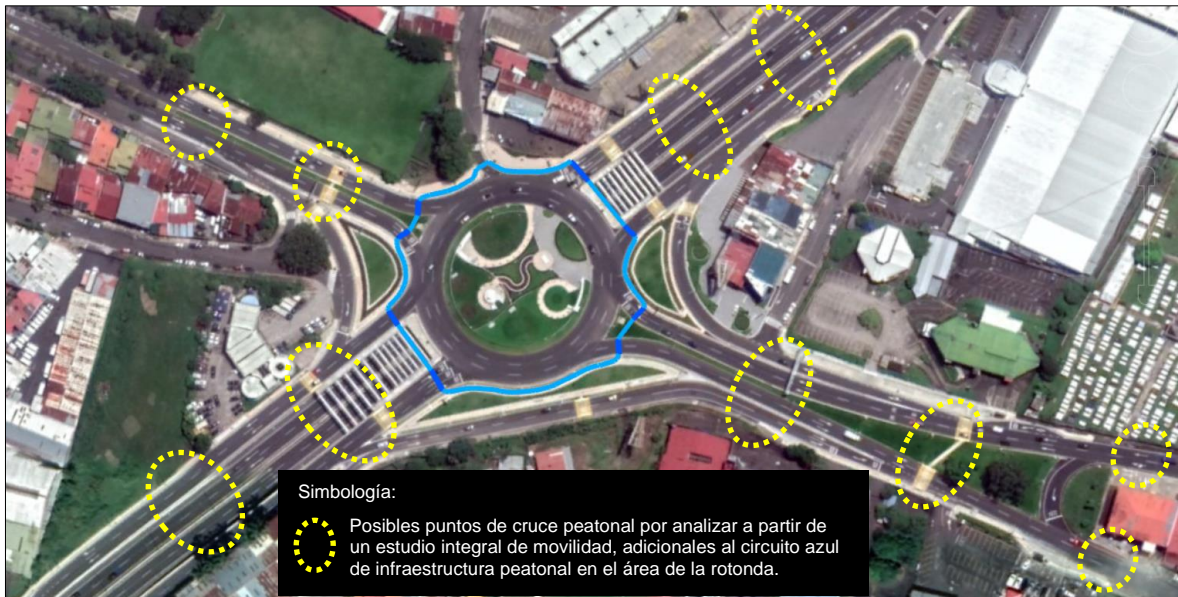 Simbología:
Posibles puntos de cruce peatonal por analizar a partir de
un estudio integral de movilidad, adicionales al circuito azul
de infraestructura peatonal en el área de la rotonda.